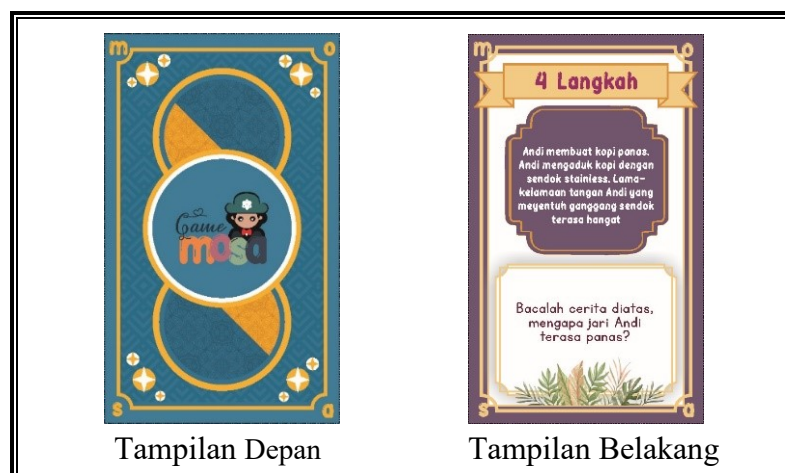 m o
Game
mosa
s a
Tampilan Depan
m o
4 Langkah
Andi membuat kopi panas.
Andi mengaduk kopi dengan
sendok stainless. Lama-
kelamaan tangan Andi yang
meyentuh ganggang sendok
terasa hangat
Bacalah cerita diatas,
mengapa jari Andi
terasa panas?
s a
Tampilan Belakang